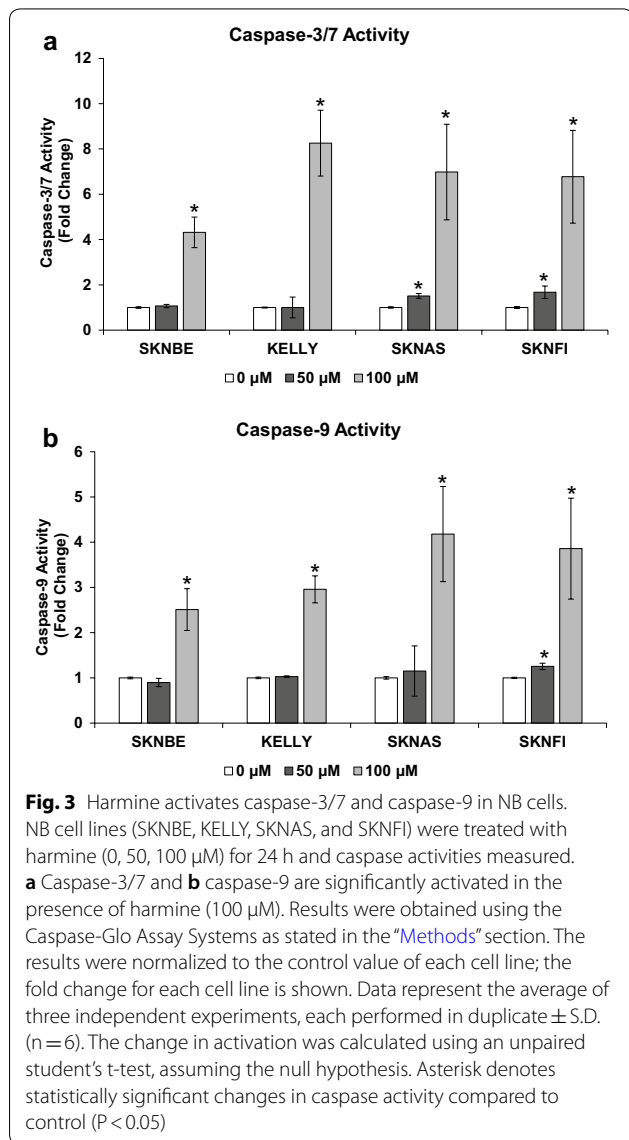 a
Caspase-3/7 Activity
12
10
8
6
4
2
0
Caspase-3/7 Activity
(Fold Change)
*
*
*
*
*
*
SKNBE KELLY SKNAS SKNFI
0 µM 50 µM 100 µM
b
Caspase-9 Activity
6
5
4
3
2
1
0
Caspase-9 Activity
(Fold Change)
*
*
*
*
*
SKNBE KELLY SKNAS SKNFI
0 µM 50 µM 100 µM
Fig. 3 Harmine activates caspase-3/7 and caspase-9 in NB cells.
NB cell lines (SKNBE, KELLY, SKNAS, and SKNFI) were treated with
harmine (0, 50, 100 µM) for 24 h and caspase activities measured.
a Caspase-3/7 and b caspase-9 are significantly activated in the
presence of harmine (100 µM). Results were obtained using the
Caspase-Glo Assay Systems as stated in the “Methods” section. The
results were normalized to the control value of each cell line; the
fold change for each cell line is shown. Data represent the average of
three independent experiments, each performed in duplicate ± S.D.
(n = 6). The change in activation was calculated using an unpaired
student’s t-test, assuming the null hypothesis. Asterisk denotes
statistically significant changes in caspase activity compared to
control (P < 0.05)